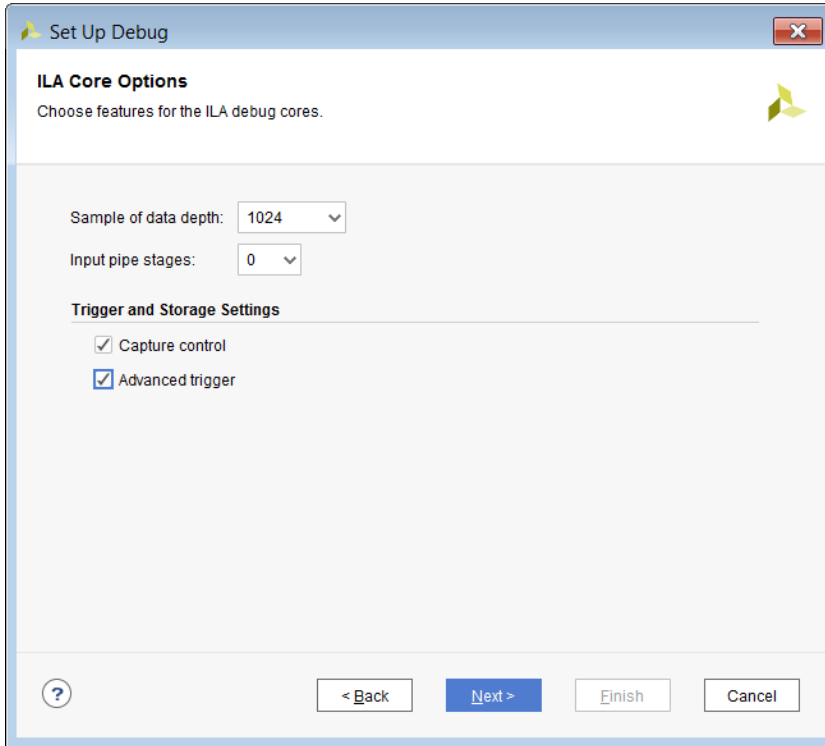 Set Up Debug
ILA Core Options
Choose features for the ILA debug cores.
Sample of data depth: 1024
Input pipe stages: 0
Trigger and Storage Settings
Capture control
Advanced trigger
? < Back Next > Finish Cancel